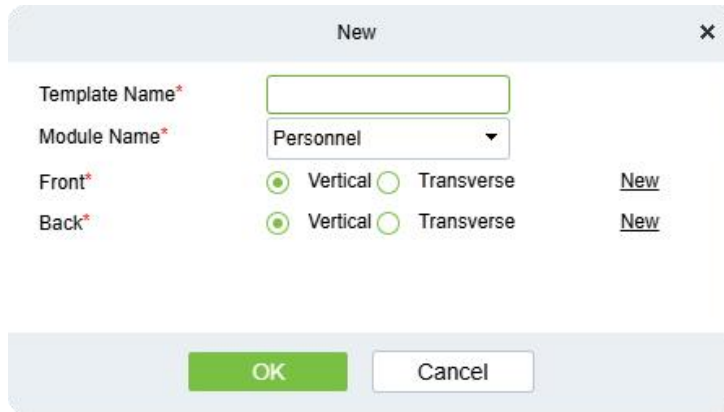 New
Template Name*
Module Name* Personnel
Front* Vertical Transverse New
Back* Vertical Transverse New
OK Cancel